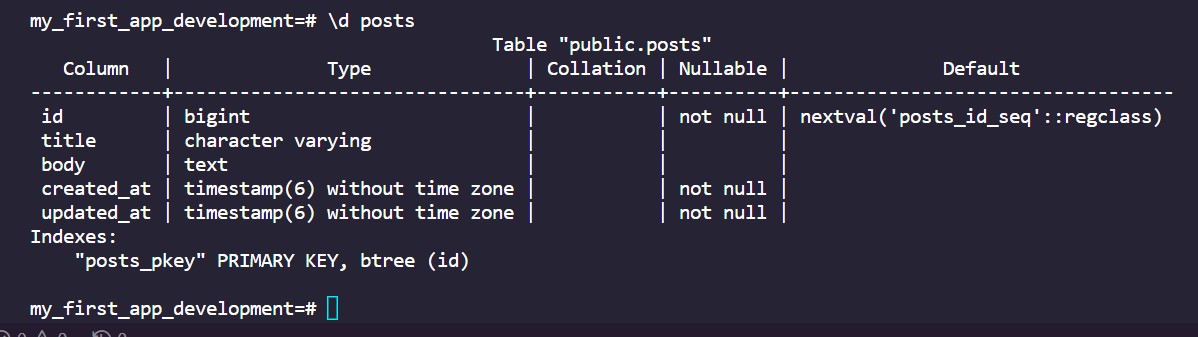 my_first_app_development=# \d posts
Table "public.posts"
Column | Type | Collation | Nullable | Default
------------+--------------------------------+-----------+----------+-----------------------------------
id | bigint | | not null | nextval('posts_id_seq'::regclass)
title | character varying | | |
body | text | | |
created_at | timestamp(6) without time zone | | not null |
updated_at | timestamp(6) without time zone | | not null |
Indexes:
"posts_pkey" PRIMARY KEY, btree (id)
my_first_app_development=#